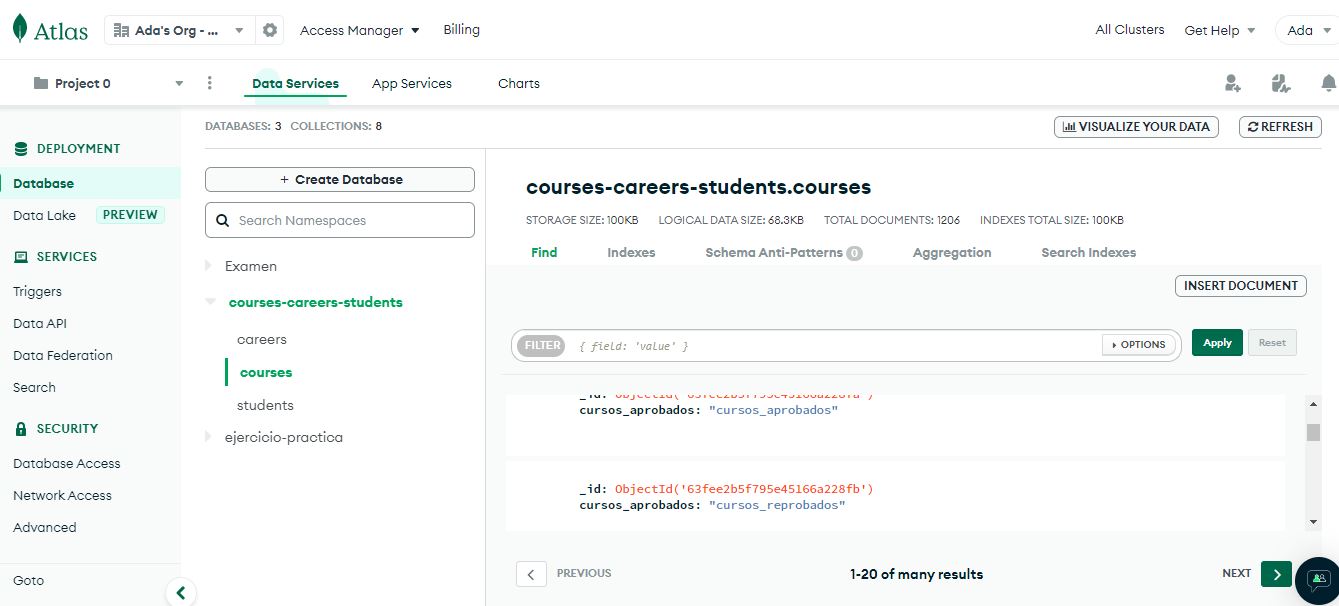 Atlas
Ada's Org - ...
Access Manager
Billing
All Clusters
Get Help
Ada
Project 0
Data Services
App Services
Charts
DEPLOYMENT
Database
Data Lake
PREVIEW
SERVICES
Triggers
Data API
Data Federation
Search
SECURITY
Database Access
Network Access
Advanced
Goto
DATABASES: 3 COLLECTIONS: 8
VISUALIZE YOUR DATA
REFRESH
+ Create Database
Search Namespaces
Examen
courses-careers-students
careers
courses
students
ejercicio-practica
courses-careers-students.courses
STORAGE SIZE: 100KB LOGICAL DATA SIZE: 68.3KB TOTAL DOCUMENTS: 1206 INDEXES TOTAL SIZE: 100KB
Find
Indexes
Schema Anti-Patterns 0
Aggregation
Search Indexes
INSERT DOCUMENT
FILTER
{ field: 'value' }
OPTIONS
Apply
Reset
_id: ObjectId('63fee2b5f795e45166a228fa')
cursos_aprobados: "cursos_aprobados"
_id: ObjectId('63fee2b5f795e45166a228fb')
cursos_aprobados: "cursos_reprobados"
PREVIOUS
1-20 of many results
NEXT